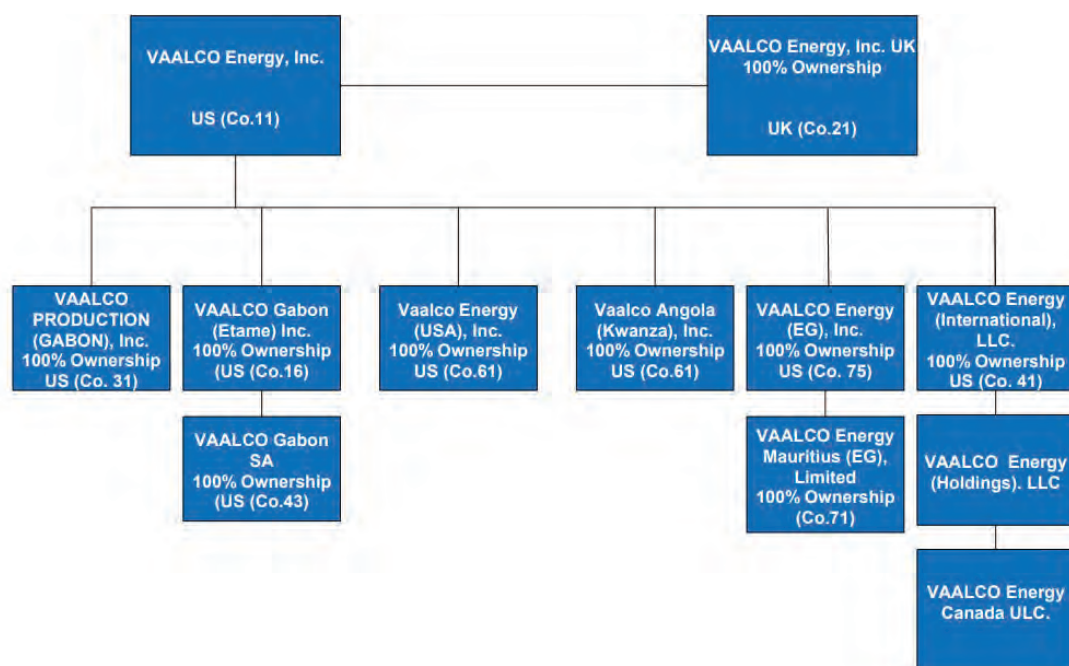 VAALCO Energy, Inc.
US (Co.11)
VAALCO Energy, Inc. UK
100% Ownership
UK (Co.21)
VAALCO
PRODUCTION
(GABON), Inc.
100% Ownership
US (Co. 31)
VAALCO Gabon
(Etame) Inc.
100% Ownership
(US (Co.16)
Vaalco Energy
(USA), Inc.
100% Ownership
US (Co.61)
Vaalco Angola
(Kwanza), Inc.
100% Ownership
US (Co.61)
VAALCO Energy
(EG), Inc.
100% Ownership
US (Co. 75)
VAALCO Energy
(International),
LLC.
100% Ownership
US (Co. 41)
VAALCO Gabon
SA
100% Ownership
(US (Co.43)
VAALCO Energy
Mauritius (EG),
Limited
100% Ownership
(Co.71)
VAALCO  Energy
(Holdings). LLC
VAALCO Energy
Canada ULC.